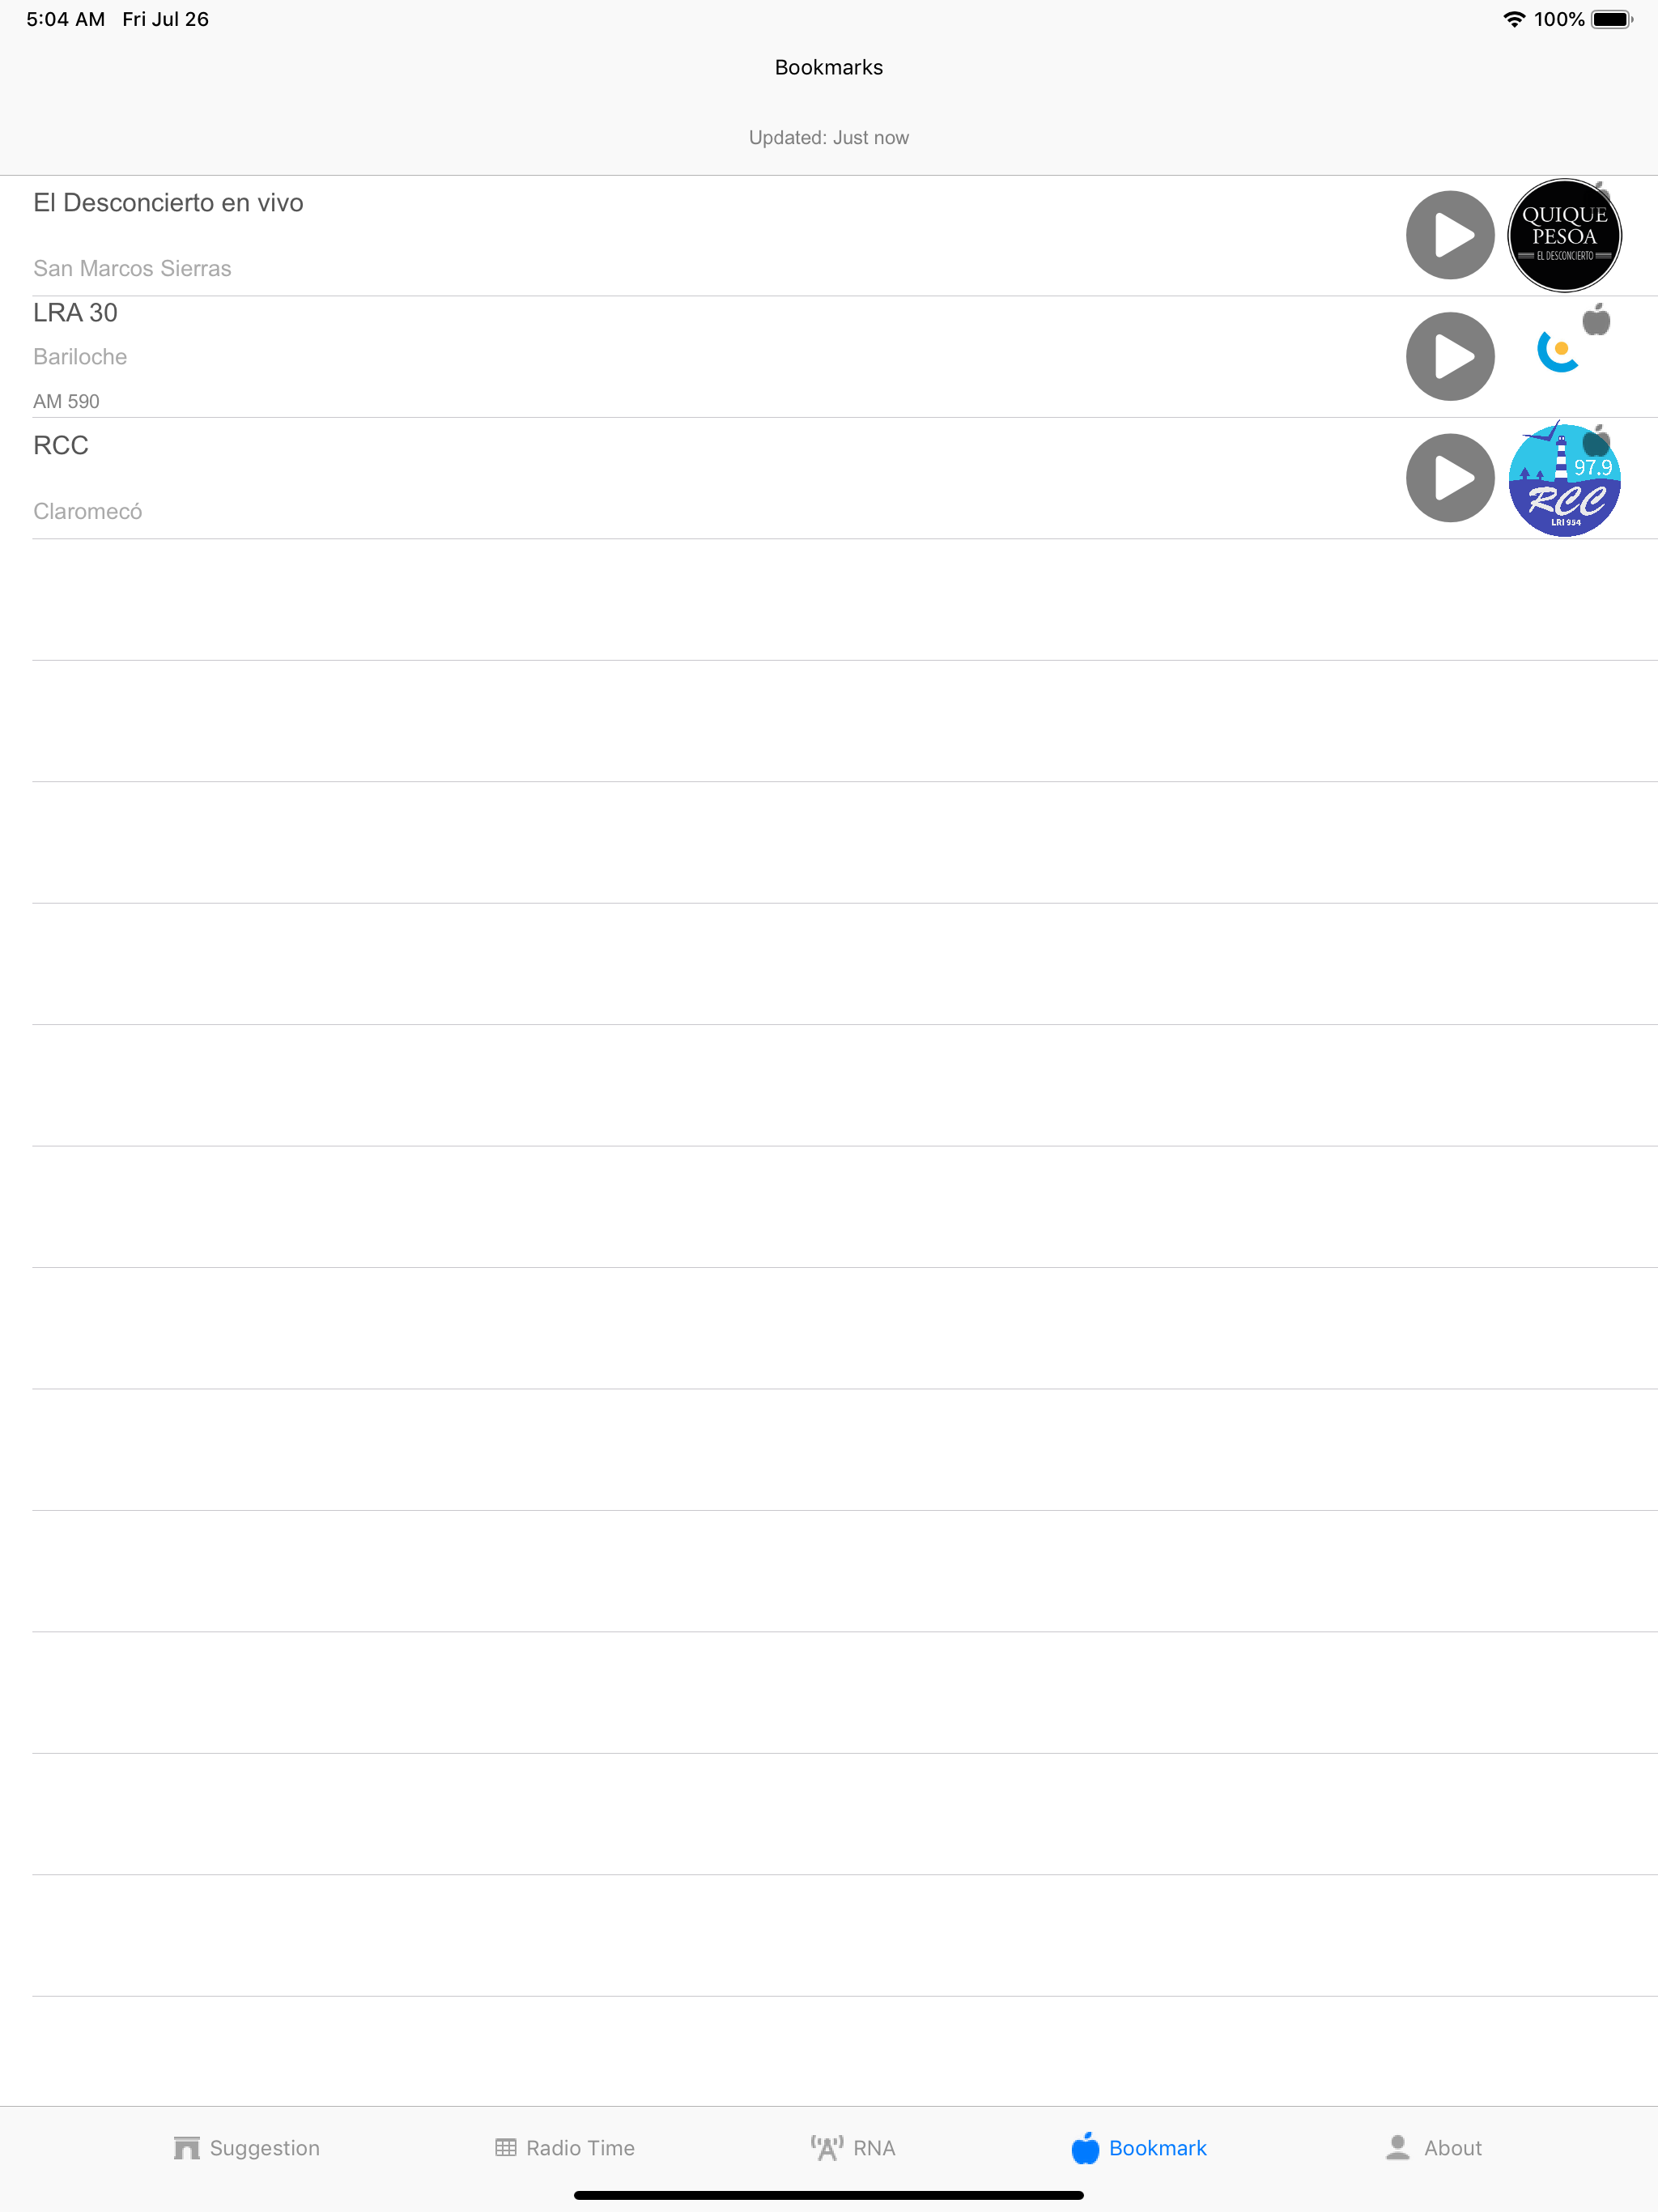 5:04 AM Fri Jul 26
100%
Bookmarks
Updated: Just now
El Desconcierto en vivo
San Marcos Sierras
QUIQUE
PESOA
EL DESCONCIERTO
LRA 30
Bariloche
AM 590
RCC
Claromecó
97.9
RCC
LRI 954
Suggestion
Radio Time
RNA
Bookmark
About